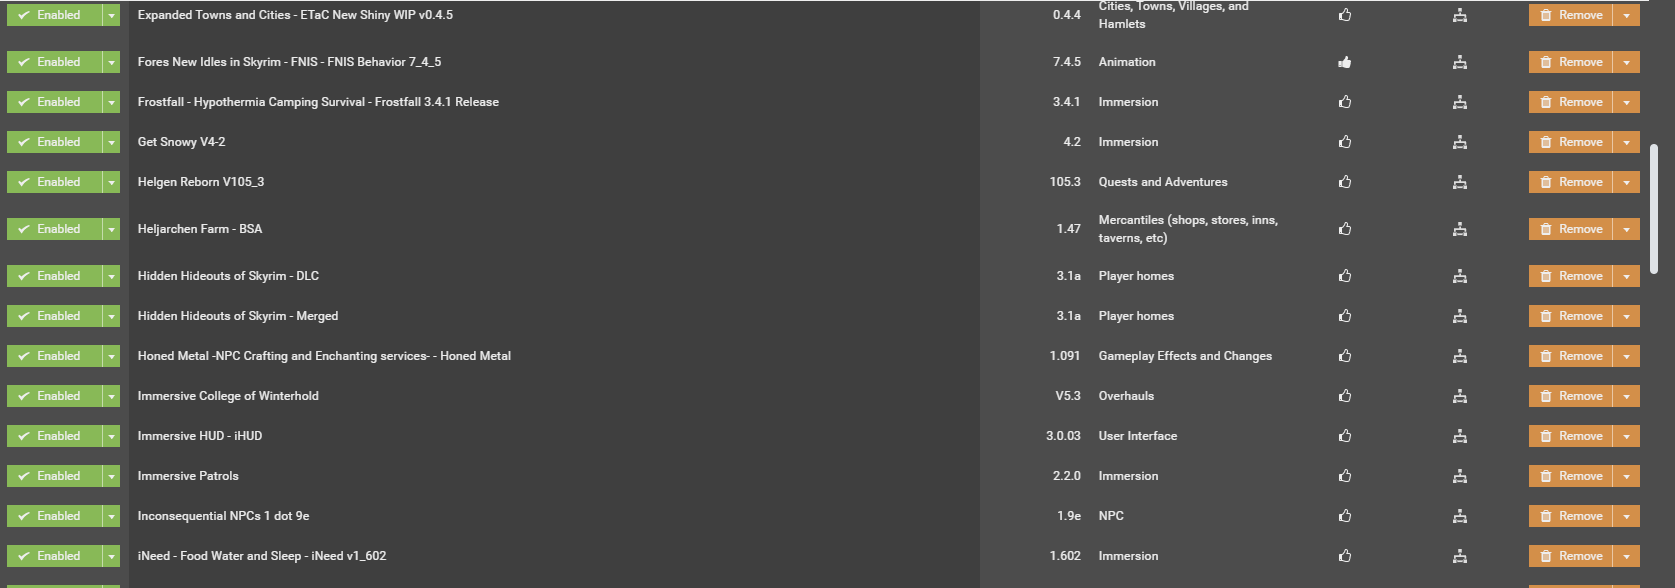 Enabled Expanded Towns and Cities - ETaC New Shiny WIP v0.4.5 0.4.4 Cities, Towns, Villages, and Hamlets Remove
Enabled Fores New Idles in Skyrim - FNIS - FNIS Behavior 7_4_5 7.4.5 Animation Remove
Enabled Frostfall - Hypothermia Camping Survival - Frostfall 3.4.1 Release 3.4.1 Immersion Remove
Enabled Get Snowy V4-2 4.2 Immersion Remove
Enabled Helgen Reborn V105_3 105.3 Quests and Adventures Remove
Enabled Heljarchen Farm - BSA 1.47 Mercantiles (shops, stores, inns, taverns, etc) Remove
Enabled Hidden Hideouts of Skyrim - DLC 3.1a Player homes Remove
Enabled Hidden Hideouts of Skyrim - Merged 3.1a Player homes Remove
Enabled Honed Metal -NPC Crafting and Enchanting services- - Honed Metal 1.091 Gameplay Effects and Changes Remove
Enabled Immersive College of Winterhold V5.3 Overhauls Remove
Enabled Immersive HUD - iHUD 3.0.03 User Interface Remove
Enabled Immersive Patrols 2.2.0 Immersion Remove
Enabled Inconsequential NPCs 1 dot 9e 1.9e NPC Remove
Enabled iNeed - Food Water and Sleep - iNeed v1_602 1.602 Immersion Remove